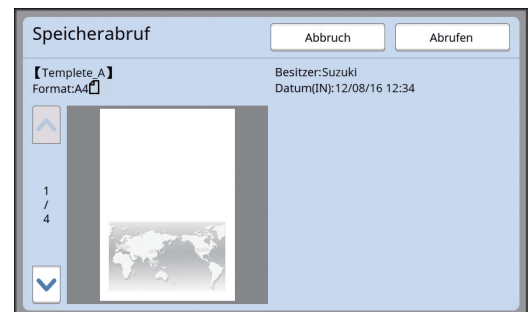 Speicherabruf
Abbruch
Abrufen
【Templete_A】
Format:A4
Besitzer:Suzuki
Datum(IN):12/08/16 12:34
1
/
4